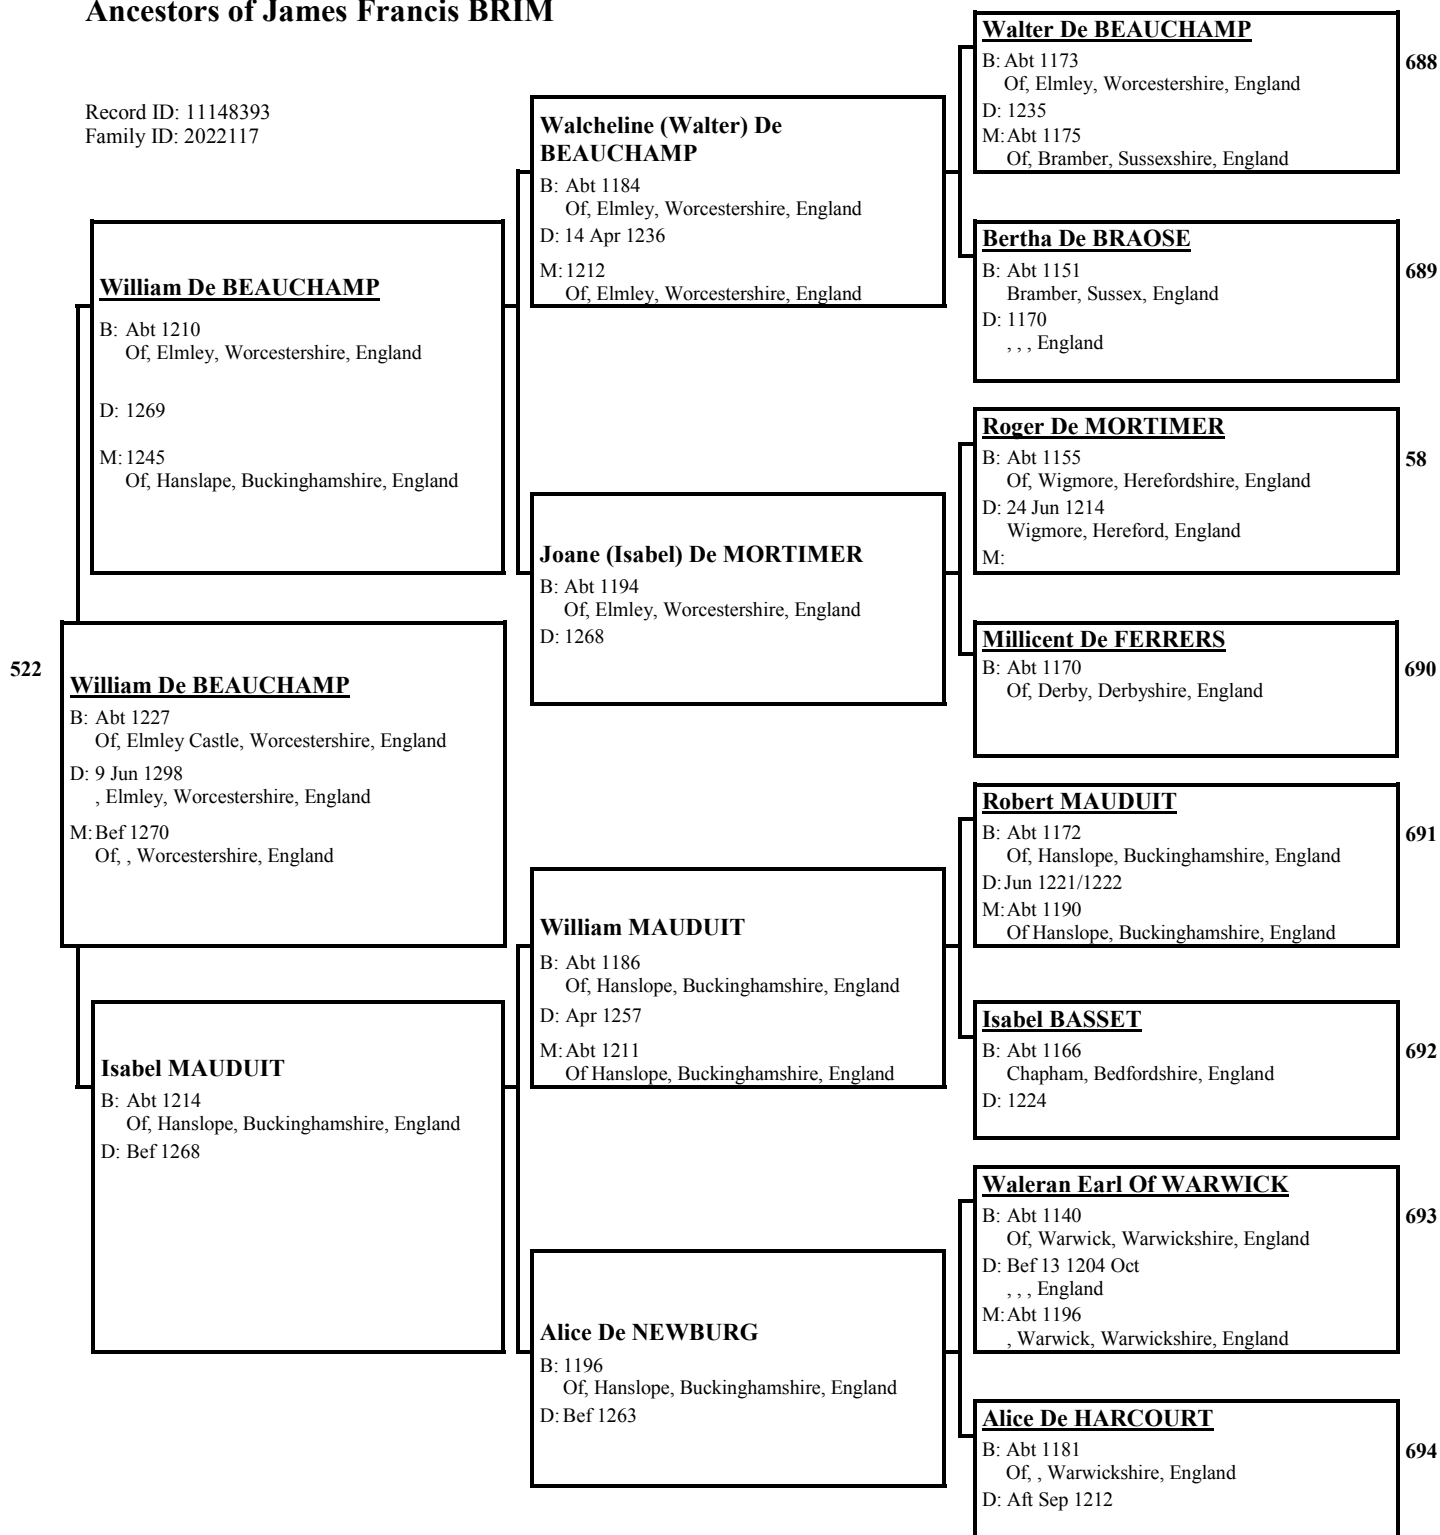 Ancestors of James Francis BRIM
Record ID: 11148393
Family ID: 2022117
522
William De BEAUCHAMP
B: Abt 1227
Of, Elmley Castle, Worcestershire, England
D: 9 Jun 1298
, Elmley, Worcestershire, England
M: Bef 1270
Of, , Worcestershire, England
William De BEAUCHAMP
B: Abt 1210
Of, Elmley, Worcestershire, England
D: 1269
M: 1245
Of, Hanslape, Buckinghamshire, England
Isabel MAUDUIT
B: Abt 1214
Of, Hanslope, Buckinghamshire, England
D: Bef 1268
Walcheline (Walter) De
BEAUCHAMP
B: Abt 1184
Of, Elmley, Worcestershire, England
D: 14 Apr 1236
M: 1212
Of, Elmley, Worcestershire, England
Joane (Isabel) De MORTIMER
B: Abt 1194
Of, Elmley, Worcestershire, England
D: 1268
William MAUDUIT
B: Abt 1186
Of, Hanslope, Buckinghamshire, England
D: Apr 1257
M: Abt 1211
Of Hanslope, Buckinghamshire, England
Alice De NEWBURG
B: 1196
Of, Hanslope, Buckinghamshire, England
D: Bef 1263
Walter De BEAUCHAMP
688
B: Abt 1173
Of, Elmley, Worcestershire, England
D: 1235
M: Abt 1175
Of, Bramber, Sussexshire, England
Bertha De BRAOSE
689
B: Abt 1151
Bramber, Sussex, England
D: 1170
, , , England
Roger De MORTIMER
58
B: Abt 1155
Of, Wigmore, Herefordshire, England
D: 24 Jun 1214
Wigmore, Hereford, England
M:
Millicent De FERRERS
690
B: Abt 1170
Of, Derby, Derbyshire, England
Robert MAUDUIT
691
B: Abt 1172
Of, Hanslope, Buckinghamshire, England
D: Jun 1221/1222
M: Abt 1190
Of Hanslope, Buckinghamshire, England
Isabel BASSET
692
B: Abt 1166
Chapham, Bedfordshire, England
D: 1224
Waleran Earl Of WARWICK
693
B: Abt 1140
Of, Warwick, Warwickshire, England
D: Bef 13 1204 Oct
, , , England
M: Abt 1196
, Warwick, Warwickshire, England
Alice De HARCOURT
694
B: Abt 1181
Of, , Warwickshire, England
D: Aft Sep 1212